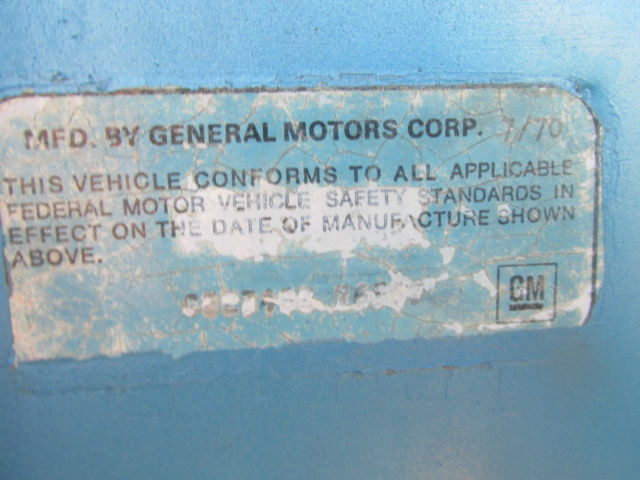 MFD. BY GENERAL MOTORS CORP. 7/70
THIS VEHICLE CONFORMS TO ALL APPLICABLE
FEDERAL MOTOR VEHICLE SAFETY STANDARDS IN
EFFECT ON THE DATE OF MANUFACTURE SHOWN
ABOVE.
GM